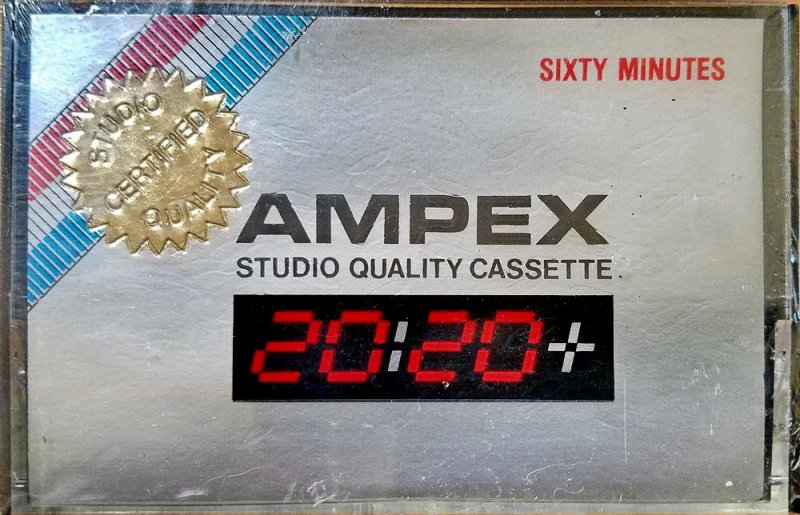 SIXTY MINUTES
STUDIO
CERTIFIED
QUALITY
AMPEX
STUDIO QUALITY CASSETTE
20:20+